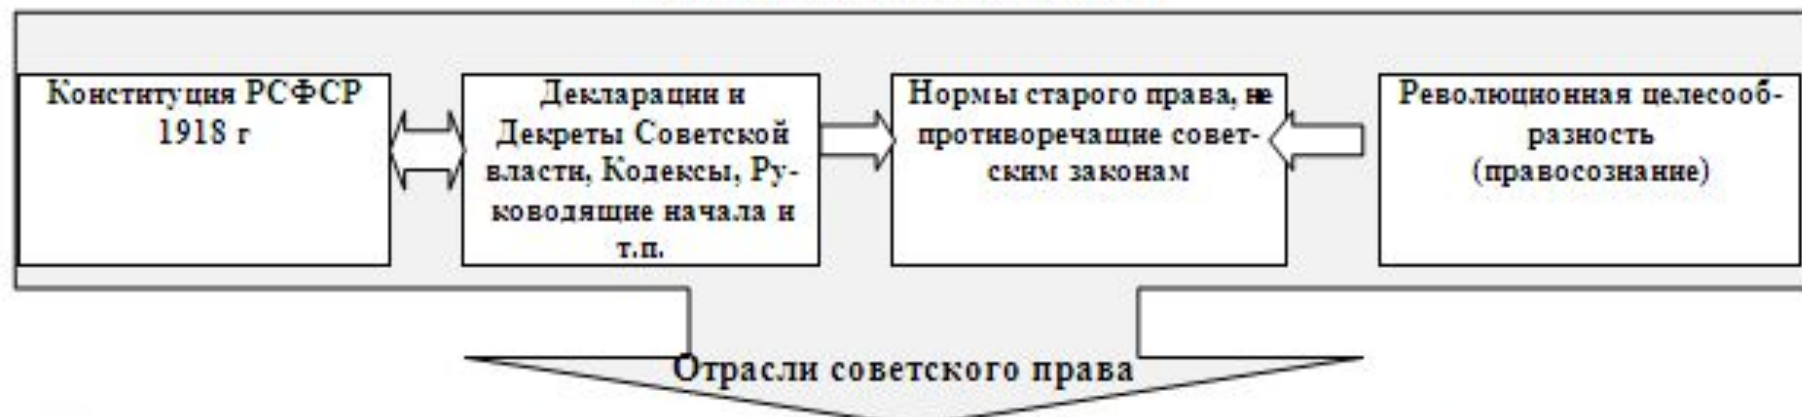 Конституция РСФСР
1918 г
Декларации и
Декреты Советской
власти, Кодексы, Ру-
ководящие начала и
т.п.
Нормы старого права, не
противоречащие совет-
ским законам
Революционная целесооб-
разность
(правосознание)
Отрасли советского права